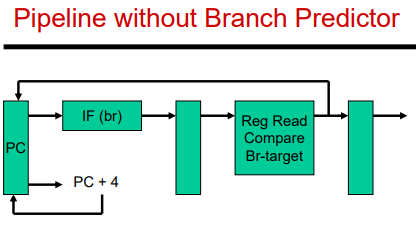 Pipeline without Branch Predictor
IF (br)
PC
Reg Read
Compare
Br-target
PC + 4